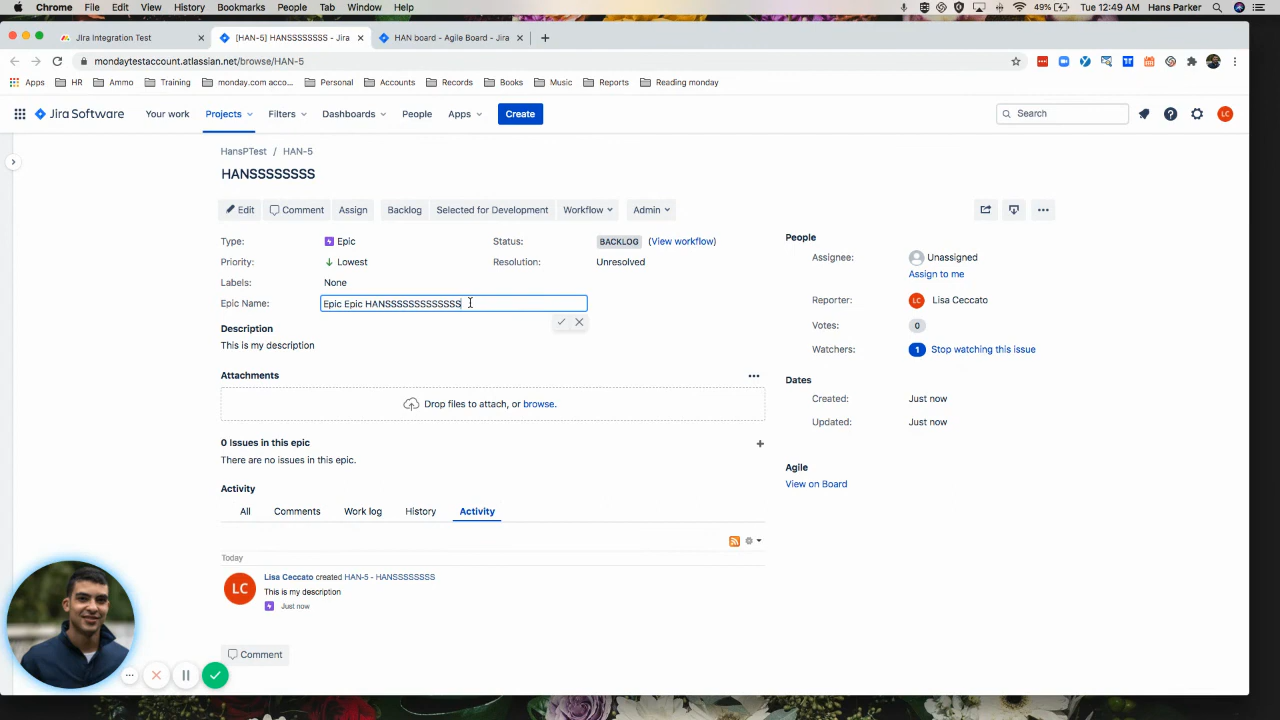 Chrome File Edit View History Bookmarks People Tab Window Help 49% Tue 12:49 AM Hans Parker
Jira Integration Test [HAN-5] HANSSSSSSSS - Jira HAN board - Agile Board - Jira
mondaytestaccount.atlassian.net/browse/HAN-5
Apps HR Ammo Training monday.com acco... Personal Accounts Records Books Music Reports Reading monday
Jira Software Your work Projects Filters Dashboards People Apps Create Search LC
HansPTest / HAN-5
HANSSSSSSSS
Edit Comment Assign Backlog Selected for Development Workflow Admin
Type: Epic Status: BACKLOG (View workflow)
Priority: Lowest Resolution: Unresolved
Labels: None
Epic Name: Epic Epic HANSSSSSSSSSSSSS
Description
This is my description
Attachments
Drop files to attach, or browse.
0 Issues in this epic
There are no issues in this epic.
Activity
All Comments Work log History Activity
Today
LC
Lisa Ceccato created HAN-5 - HANSSSSSSSS
This is my description
Just now
Comment
People
Assignee: Unassigned
Assign to me
Reporter: LC Lisa Ceccato
Votes: 0
Watchers: 1 Stop watching this issue
Dates
Created: Just now
Updated: Just now
Agile
View on Board